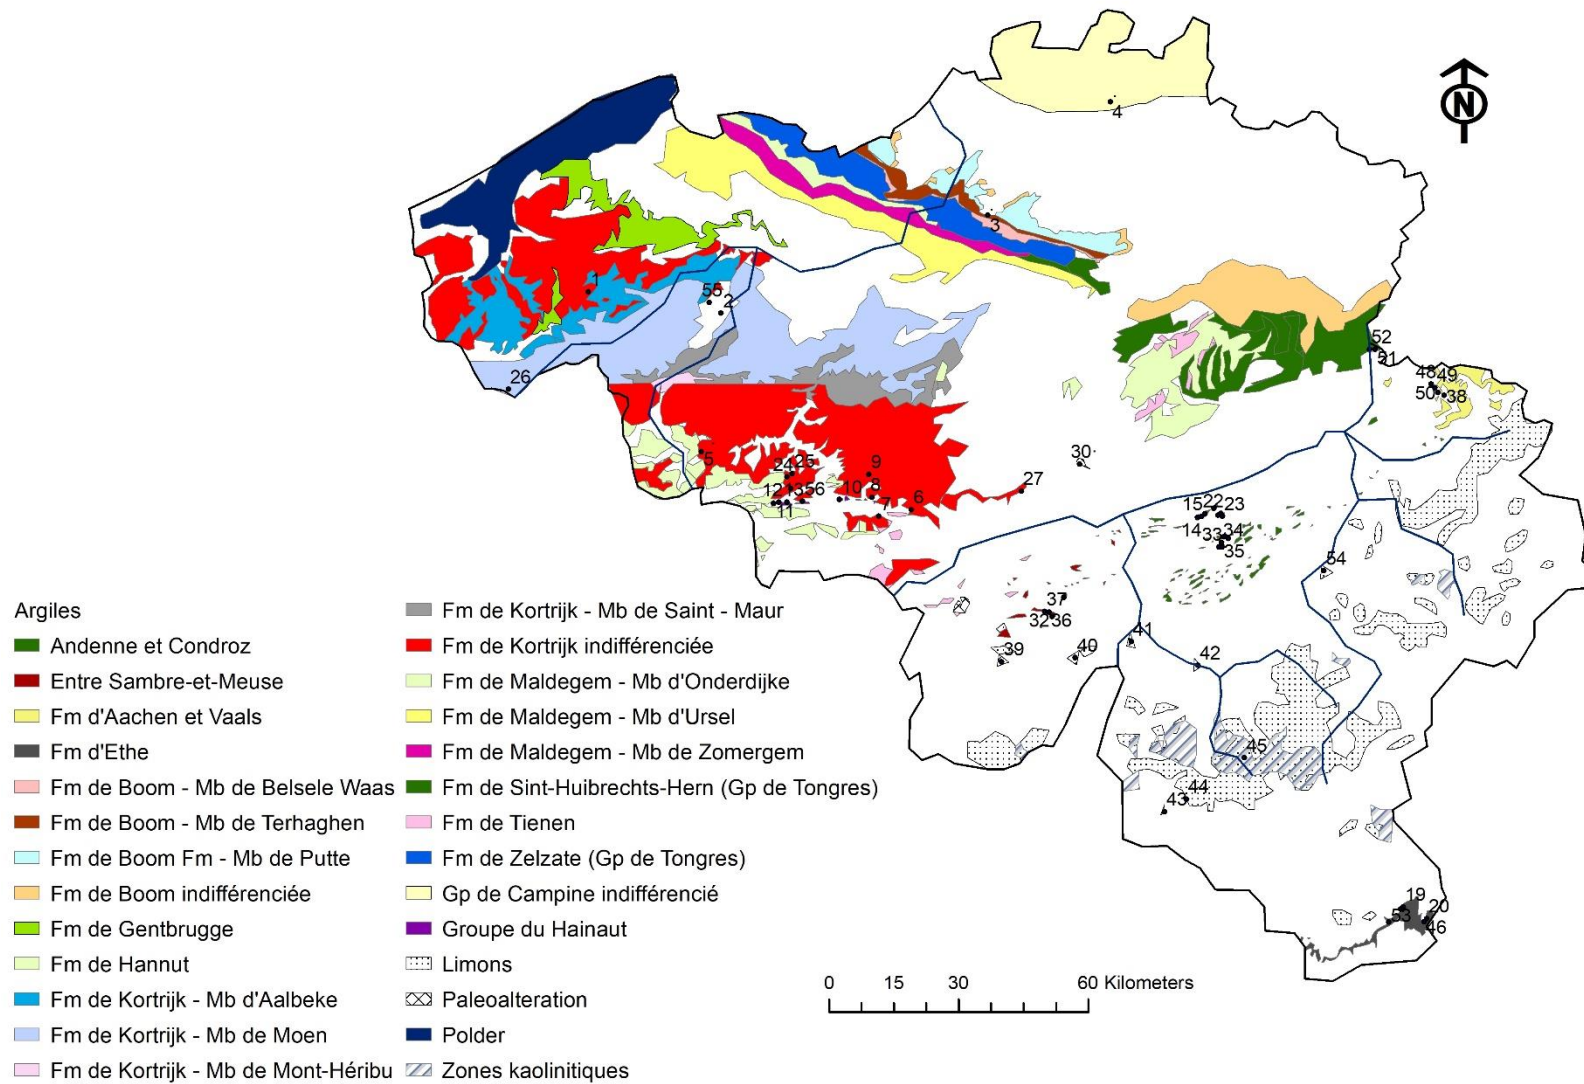 N
4
3
1
55
2
26
52
51
48
49
50
38
5
24
25
9
30
27
12
13
56
10
8
11
7
6
15
22
23
14
33
34
35
54
37
32
36
39
40
41
42
45
44
43
19
20
53
46
Argiles
Andenne et Condroz
Entre Sambre-et-Meuse
Fm d'Aachen et Vaals
Fm d'Ethe
Fm de Boom - Mb de Belsele Waas
Fm de Boom - Mb de Terhaghen
Fm de Boom Fm - Mb de Putte
Fm de Boom indifférenciée
Fm de Gentbrugge
Fm de Hannut
Fm de Kortrijk - Mb d'Aalbeke
Fm de Kortrijk - Mb de Moen
Fm de Kortrijk - Mb de Mont-Héribu
Fm de Kortrijk - Mb de Saint - Maur
Fm de Kortrijk indifférenciée
Fm de Maldegem - Mb d'Onderdijke
Fm de Maldegem - Mb d'Ursel
Fm de Maldegem - Mb de Zomergem
Fm de Sint-Huibrechts-Hern (Gp de Tongres)
Fm de Tienen
Fm de Zelzate (Gp de Tongres)
Gp de Campine indifférencié
Groupe du Hainaut
Limons
Paleoalteration
Polder
Zones kaolinitiques
0 15 30 60 Kilometers